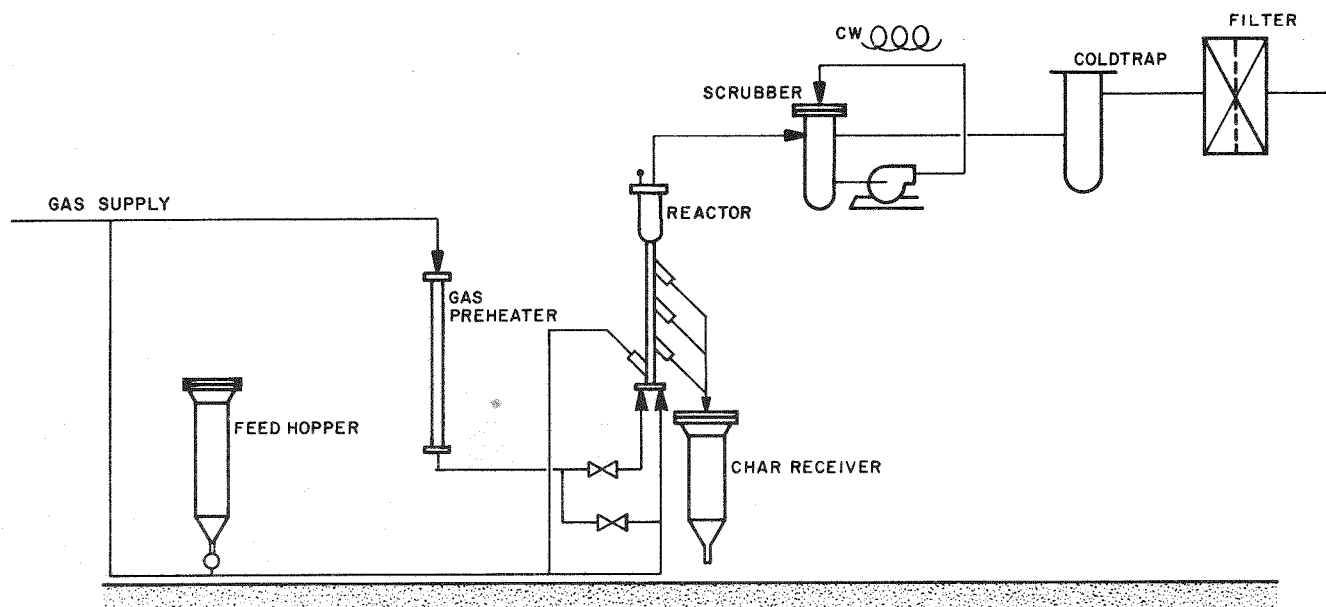 FILTER
CW
COLDTRAP
SCRUBBER
GAS SUPPLY
REACTOR
GAS
PREHEATER
FEED HOPPER
CHAR RECEIVER